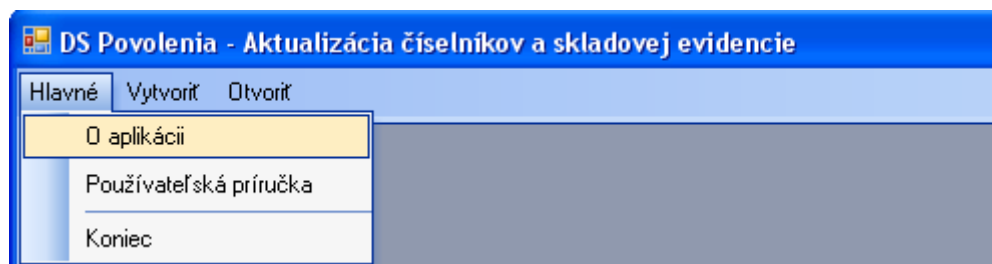 DS Povolenia - Aktualizácia číselníkov a skladovej evidencie
Hlavné Vytvoriť Otvoriť
O aplikácii
Používateľská príručka
Koniec